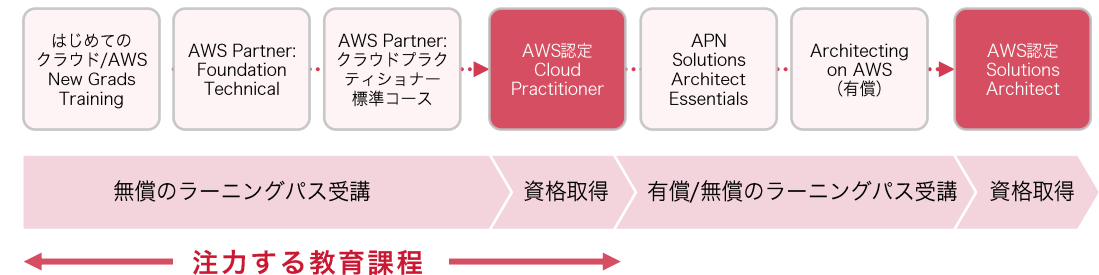 はじめての
クラウド/AWS
New Grads
Training
AWS Partner:
Foundation
Technical
AWS Partner:
クラウドプラク
ティショナー
標準コース
AWS認定
Cloud
Practitioner
APN
Solutions
Architect
Essentials
Architecting
on AWS
（有償）
AWS認定
Solutions
Architect
無償のラーニングパス受講
資格取得
有償/無償のラーニングパス受講
資格取得
注力する教育課程